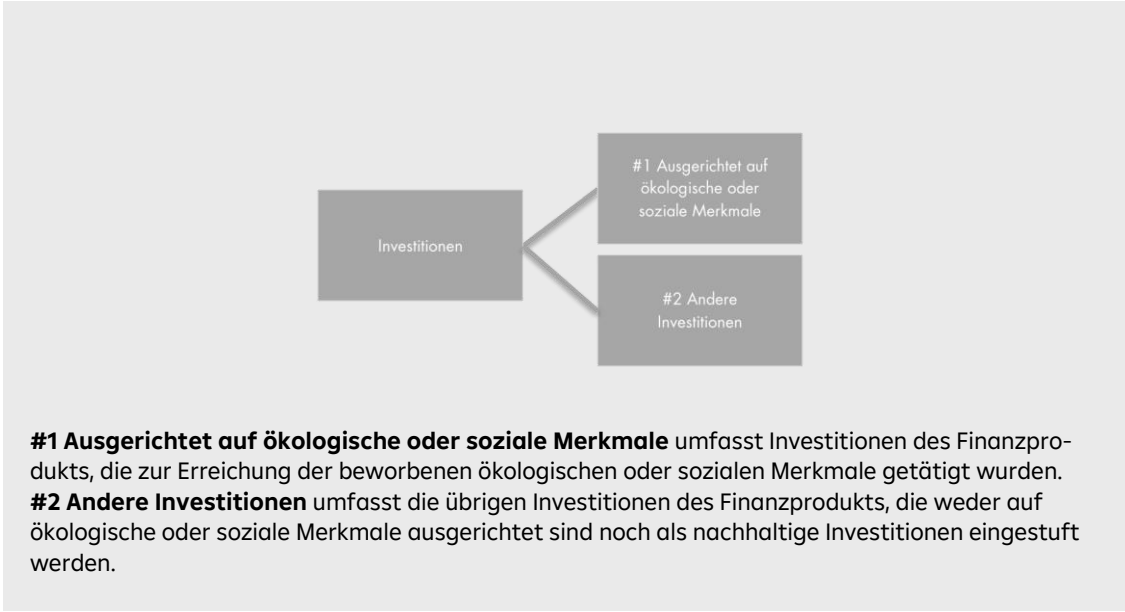 #1 Ausgerichtet auf
ökologische oder
soziale Merkmale
Investitionen
#2 Andere
Investitionen
#1 Ausgerichtet auf ökologische oder soziale Merkmale umfasst Investitionen des Finanzpro-
dukts, die zur Erreichung der beworbenen ökologischen oder sozialen Merkmale getätigt wurden.
#2 Andere Investitionen umfasst die übrigen Investitionen des Finanzprodukts, die weder auf
ökologische oder soziale Merkmale ausgerichtet sind noch als nachhaltige Investitionen eingestuft
werden.